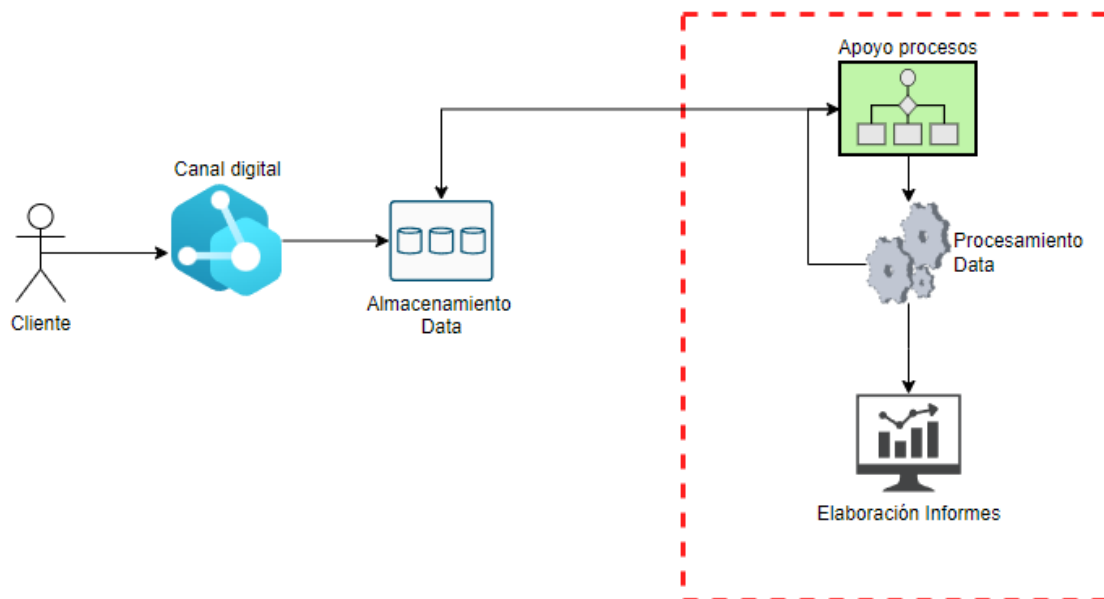 Apoyo procesos
Canal digital
Procesamiento
Data
Almacenamiento
Data
Cliente
Elaboración Informes